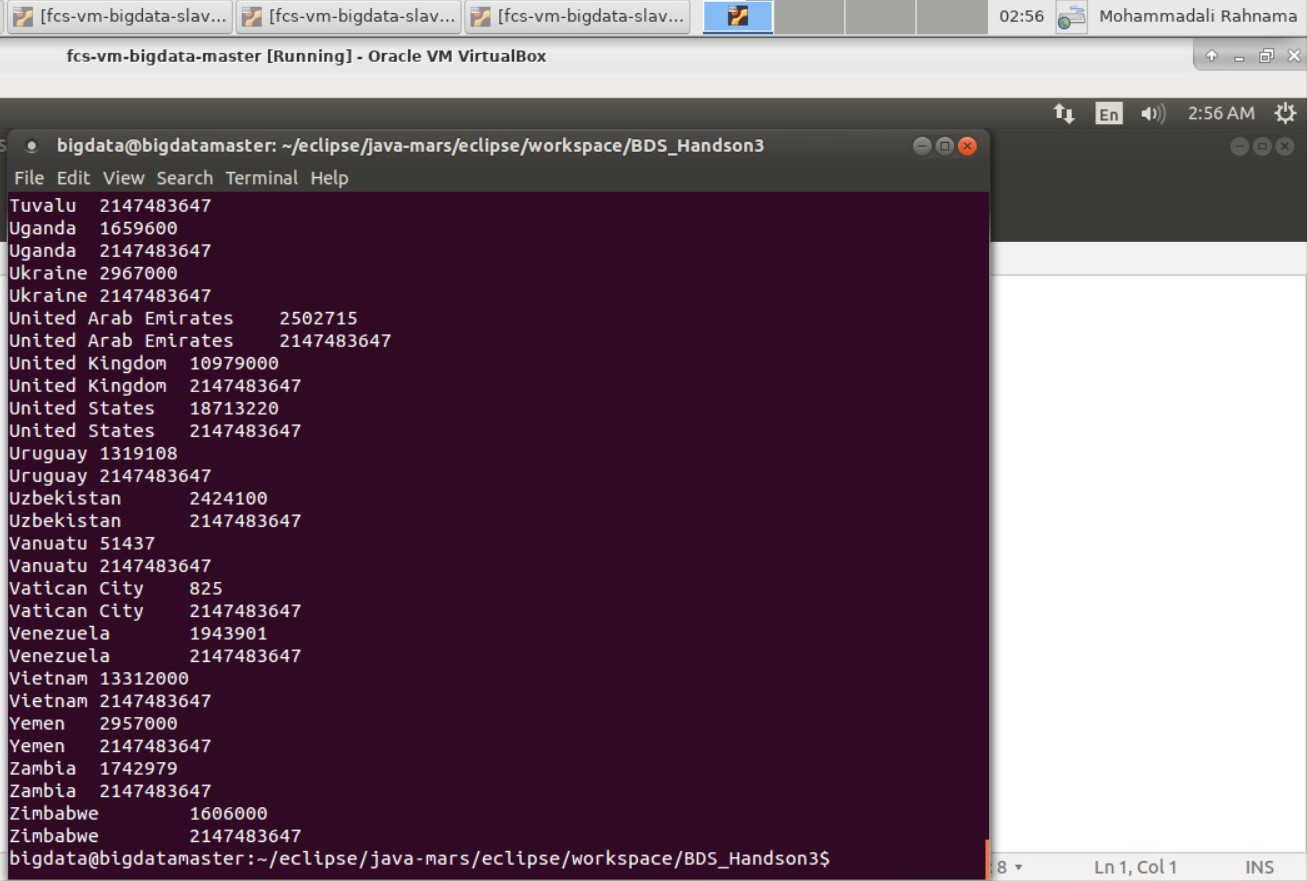 [fcs-vm-bigdata-slav... [fcs-vm-bigdata-slav... [fcs-vm-bigdata-slav... 02:56 Mohammadali Rahnama
fcs-vm-bigdata-master [Running] - Oracle VM VirtualBox
En 2:56 AM
bigdata@bigdatamaster: ~/eclipse/java-mars/eclipse/workspace/BDS_Handson3
File Edit View Search Terminal Help
Tuvalu 2147483647
Uganda 1659600
Uganda 2147483647
Ukraine 2967000
Ukraine 2147483647
United Arab Emirates 2502715
United Arab Emirates 2147483647
United Kingdom 10979000
United Kingdom 2147483647
United States 18713220
United States 2147483647
Uruguay 1319108
Uruguay 2147483647
Uzbekistan 2424100
Uzbekistan 2147483647
Vanuatu 51437
Vanuatu 2147483647
Vatican City 825
Vatican City 2147483647
Venezuela 1943901
Venezuela 2147483647
Vietnam 13312000
Vietnam 2147483647
Yemen 2957000
Yemen 2147483647
Zambia 1742979
Zambia 2147483647
Zimbabwe 1606000
Zimbabwe 2147483647
bigdata@bigdatamaster:~/eclipse/java-mars/eclipse/workspace/BDS_Handson3$
8 Ln 1, Col 1 INS